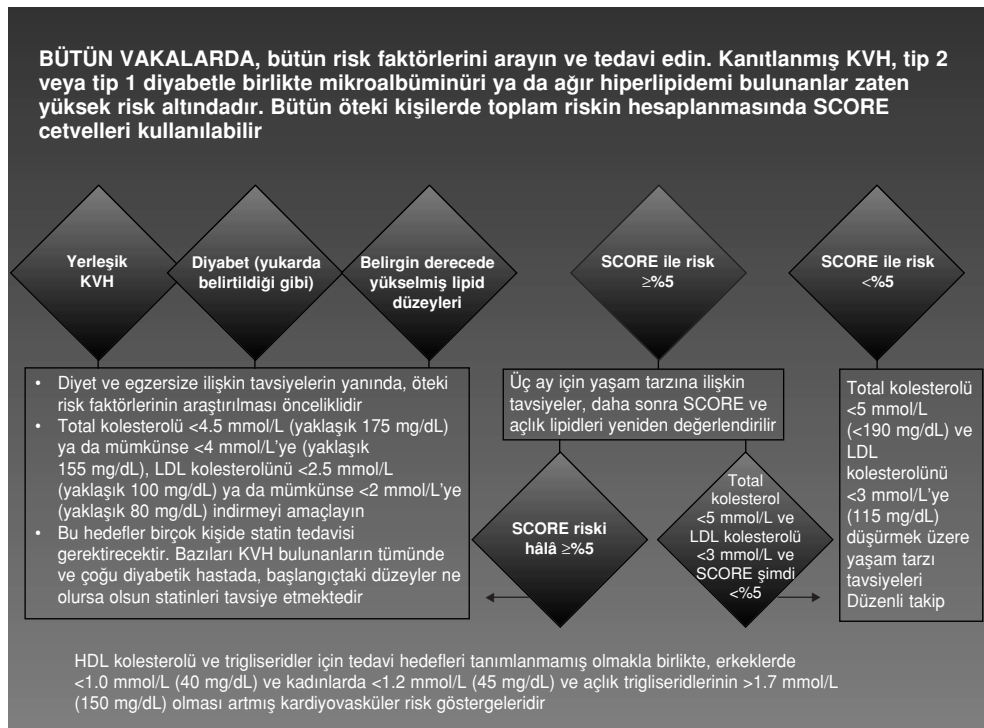 BÜTÜN VAKALARDA, bütün risk faktörlerini arayın ve tedavi edin. Kanıtlanmış KVH, tip 2
veya tip 1 diyabetle birlikte mikroalbüminüri ya da ağır hiperlipidemi bulunanlar zaten
yüksek risk altındadır. Bütün öteki kişilerde toplam riskin hesaplanmasında SCORE
cetvelleri kullanılabilir
Yerleşik
KVH
Diyabet (yukarda
belirtildiği gibi)
Belirgin derecede
yükselmiş lipid
düzeyleri
SCORE ile risk
≥%5
SCORE ile risk
<%5
• Diyet ve egzersize ilişkin tavsiyelerin yanında, öteki
risk faktörlerinin araştırılması önceliklidir
• Total kolesterolü <4.5 mmol/L (yaklaşık 175 mg/dL)
ya da mümkünse <4 mmol/L'ye (yaklaşık
155 mg/dL), LDL kolesterolünü <2.5 mmol/L
(yaklaşık 100 mg/dL) ya da mümkünse <2 mmol/L'ye
(yaklaşık 80 mg/dL) indirmeyi amaçlayın
• Bu hedefler birçok kişide statin tedavisi
gerektirecektir. Bazıları KVH bulunanların tümünde
ve çoğu diyabetik hastada, başlangıçtaki düzeyler ne
olursa olsun statinleri tavsiye etmektedir
Üç ay için yaşam tarzına ilişkin
tavsiyeler, daha sonra SCORE ve
açlık lipidleri yeniden değerlendirilir
SCORE riski
hâlâ ≥%5
Total
kolesterol
<5 mmol/L ve
LDL kolesterolü
<3 mmol/L ve
SCORE şimdi
<%5
Total kolesterolü
<5 mmol/L
(<190 mg/dL) ve
LDL
kolesterolünü
<3 mmol/L'ye
(115 mg/dL)
düşürmek üzere
yaşam tarzı
tavsiyeleri
Düzenli takip
HDL kolesterolü ve trigliseridler için tedavi hedefleri tanımlanmamış olmakla birlikte, erkeklerde
<1.0 mmol/L (40 mg/dL) ve kadınlarda <1.2 mmol/L (45 mg/dL) ve açlık trigliseridlerinin >1.7 mmol/L
(150 mg/dL) olması artmış kardiyovasküler risk göstergeleridir